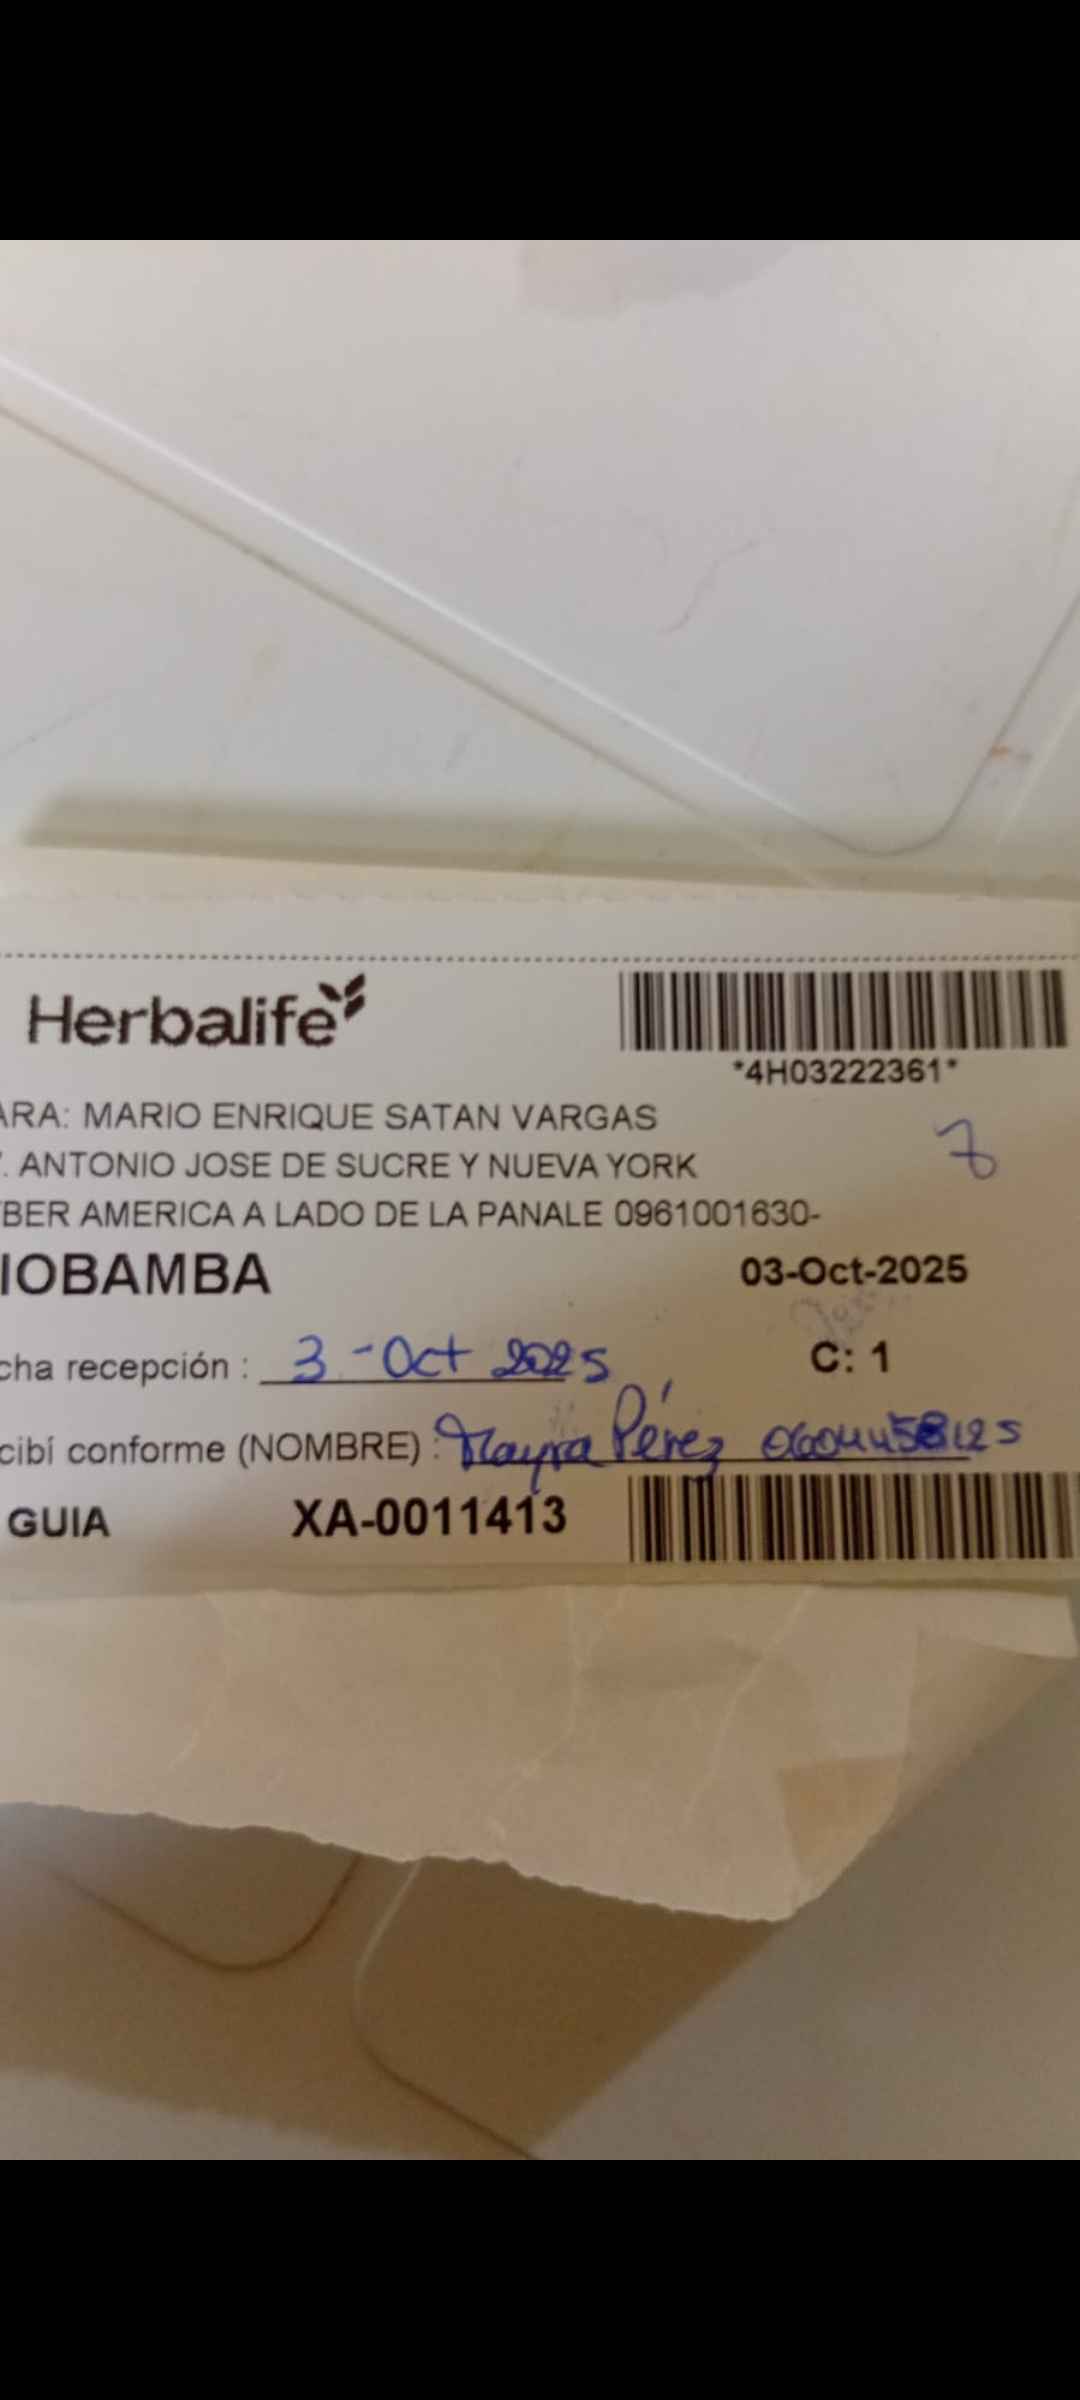 Herbalife
*4H03222361*
ARA: MARIO ENRIQUE SATAN VARGAS
. ANTONIO JOSE DE SUCRE Y NUEVA YORK
BER AMERICA A LADO DE LA PANALE 0961001630-
IOBAMBA 03-Oct-2025
cha recepción : 3 - Oct 2025 C: 1
cibí conforme (NOMBRE) : Mayra Pérez
GUIA XA-0011413